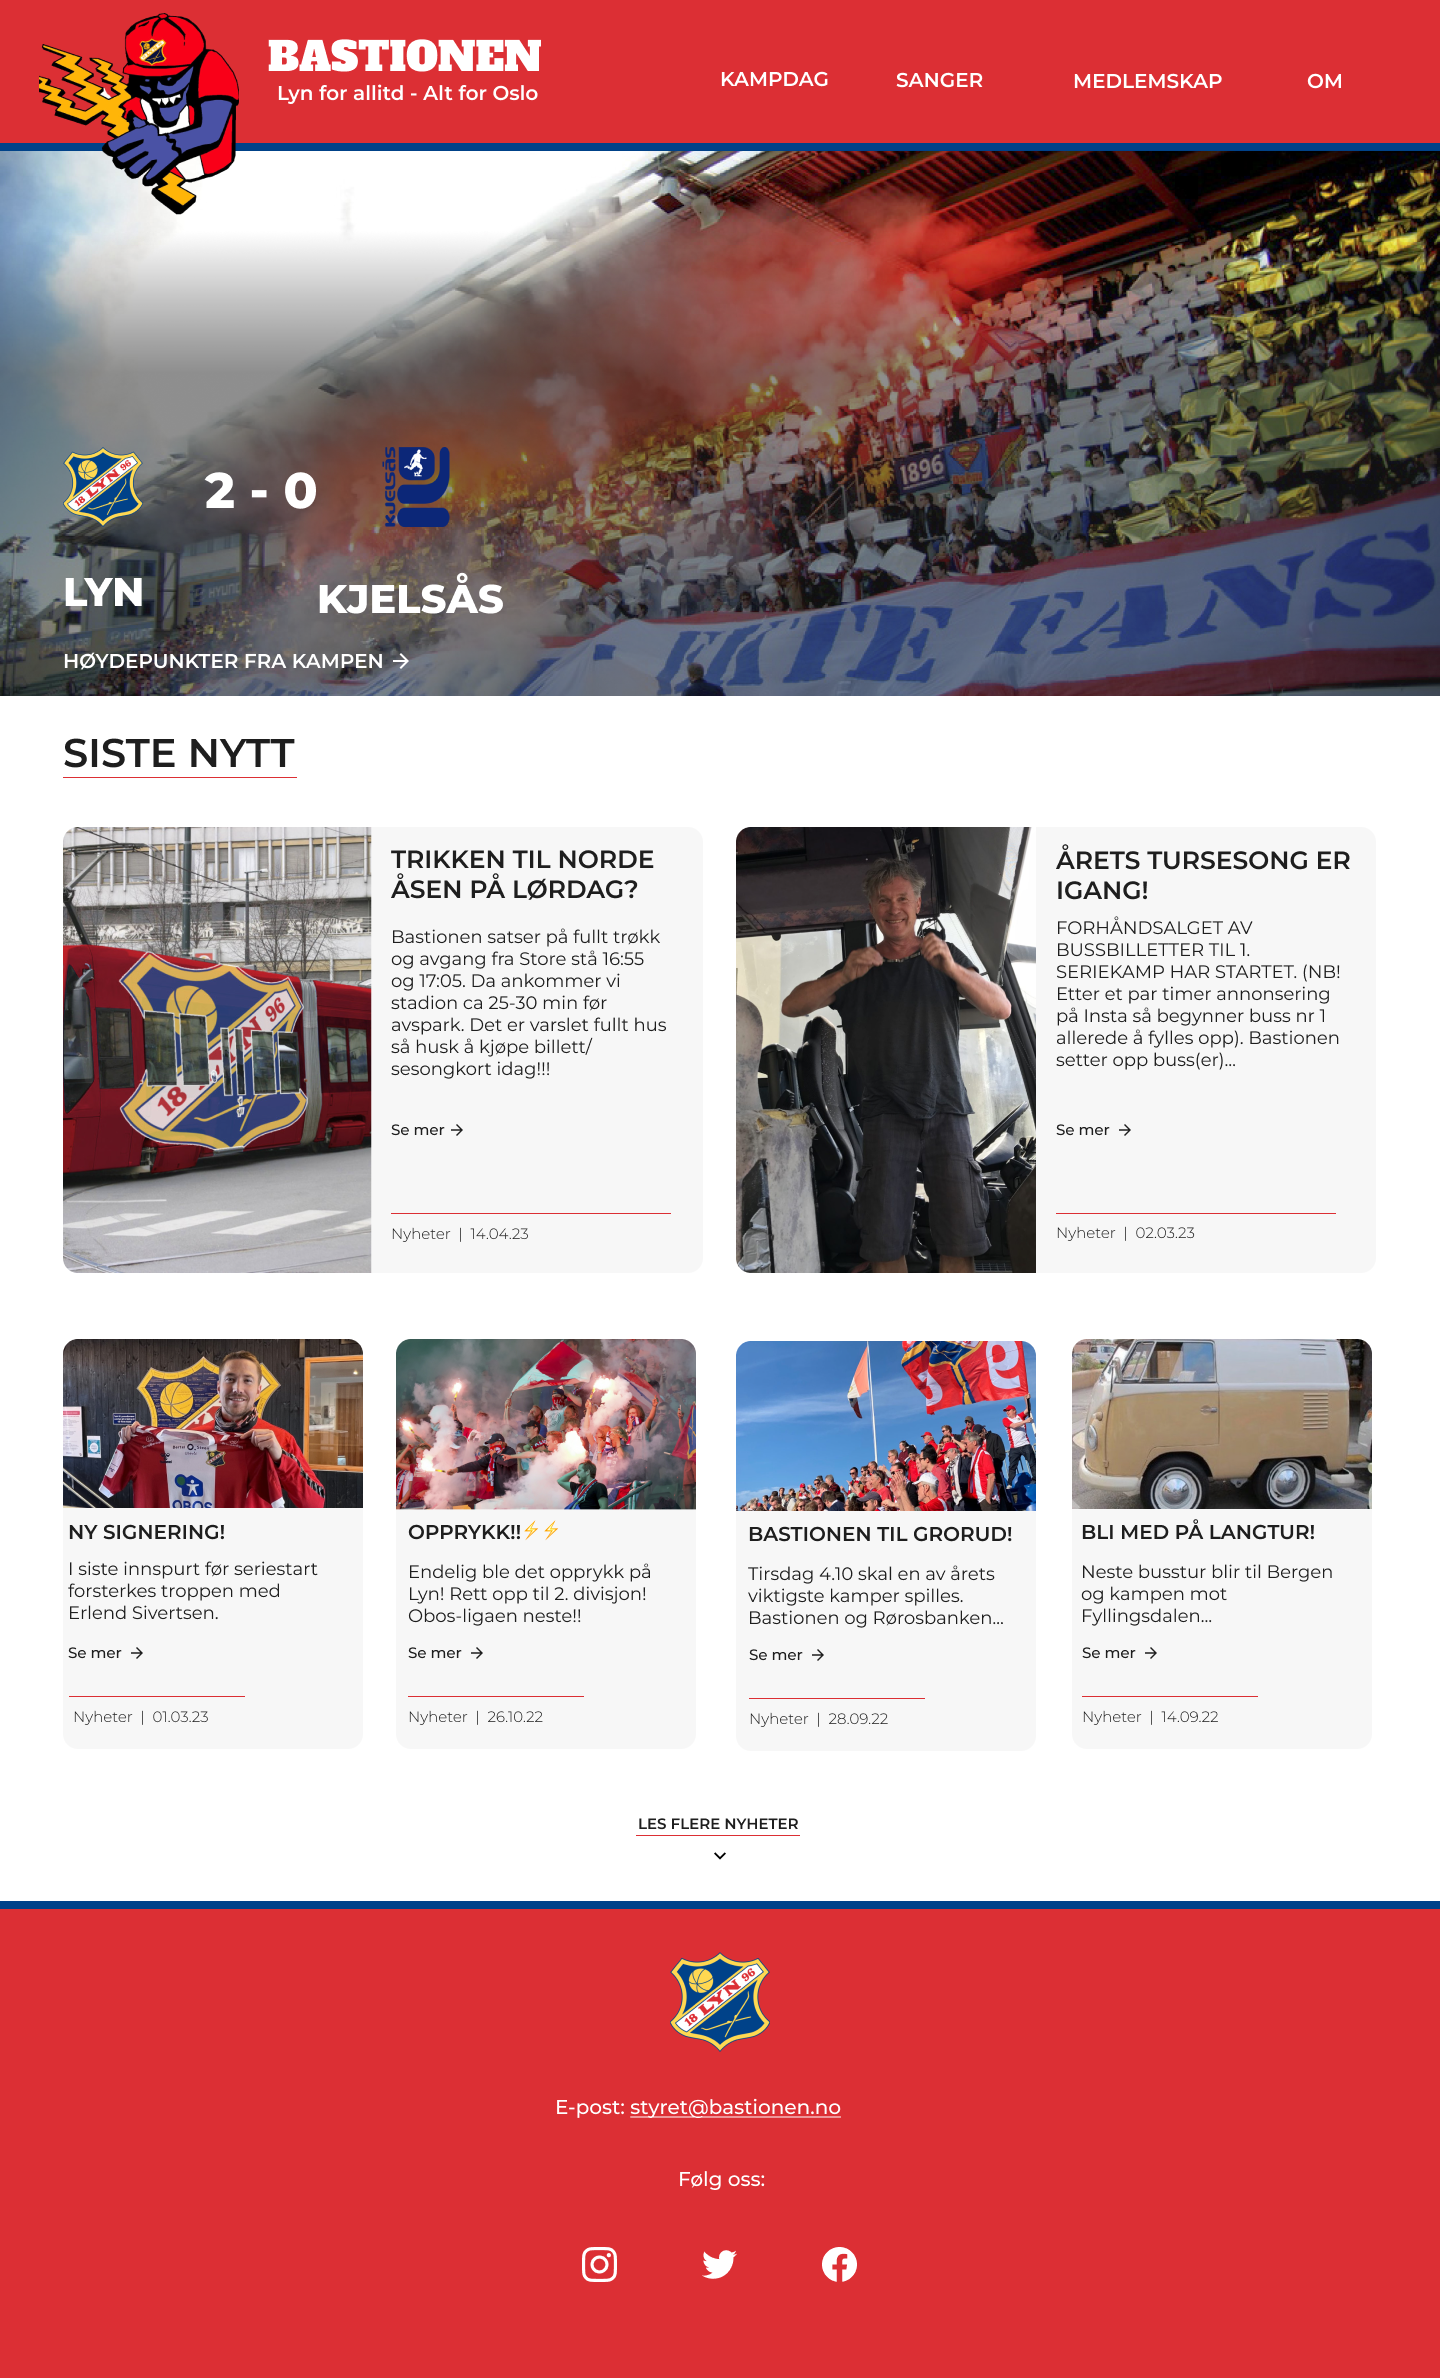 BASTIONEN
Lyn for allitd - Alt for Oslo
KAMPDAG
SANGER
MEDLEMSKAP
OM
1896
FANS
18 LYN 96
2 - 0
KJELSÅS
LYN
KJELSÅS
HØYDEPUNKTER FRA KAMPEN
SISTE NYTT
18 N 96
TRIKKEN TIL NORDE
ÅSEN PÅ LØRDAG?
Bastionen satser på fullt trøkk
og avgang fra Store stå 16:55
og 17:05. Da ankommer vi
stadion ca 25-30 min før
avspark. Det er varslet fullt hus
så husk å kjøpe billett/
sesongkort idag!!!
Se mer
Nyheter | 14.04.23
ÅRETS TURSESONG ER
IGANG!
FORHÅNDSALGET AV
BUSSBILLETTER TIL 1.
SERIEKAMP HAR STARTET. (NB!
Etter et par timer annonsering
på Insta så begynner buss nr 1
allerede å fylles opp). Bastionen
setter opp buss(er)...
Se mer
Nyheter | 02.03.23
OBOS
NY SIGNERING!
I siste innspurt før seriestart
forsterkes troppen med
Erlend Sivertsen.
Se mer
Nyheter | 01.03.23
OPPRYKK!!⚡⚡
Endelig ble det opprykk på
Lyn! Rett opp til 2. divisjon!
Obos-ligaen neste!!
Se mer
Nyheter | 26.10.22
BASTIONEN TIL GRORUD!
Tirsdag 4.10 skal en av årets
viktigste kamper spilles.
Bastionen og Rørosbanken...
Se mer
Nyheter | 28.09.22
BLI MED PÅ LANGTUR!
Neste busstur blir til Bergen
og kampen mot
Fyllingsdalen...
Se mer
Nyheter | 14.09.22
LES FLERE NYHETER
18 LYN 96
E-post: styret@bastionen.no
Følg oss: